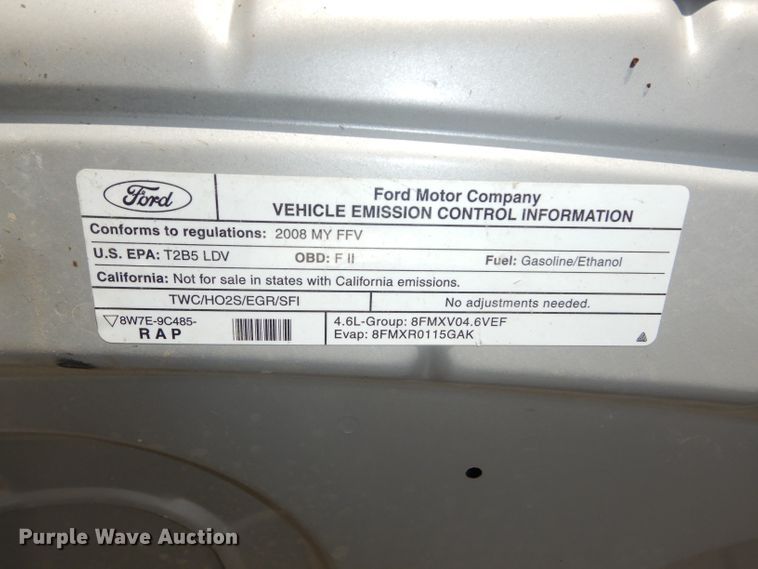 Ford
Ford Motor Company
VEHICLE EMISSION CONTROL INFORMATION
Conforms to regulations: 2008 MY FFV
U.S. EPA: T2B5 LDV OBD: F II Fuel: Gasoline/Ethanol
California: Not for sale in states with California emissions.
TWC/HO2S/EGR/SFI No adjustments needed.
8W7E-9C485-
RAP
4.6L-Group: 8FMXV04.6VEF
Evap: 8FMXR0115GAK
Purple Wave Auction